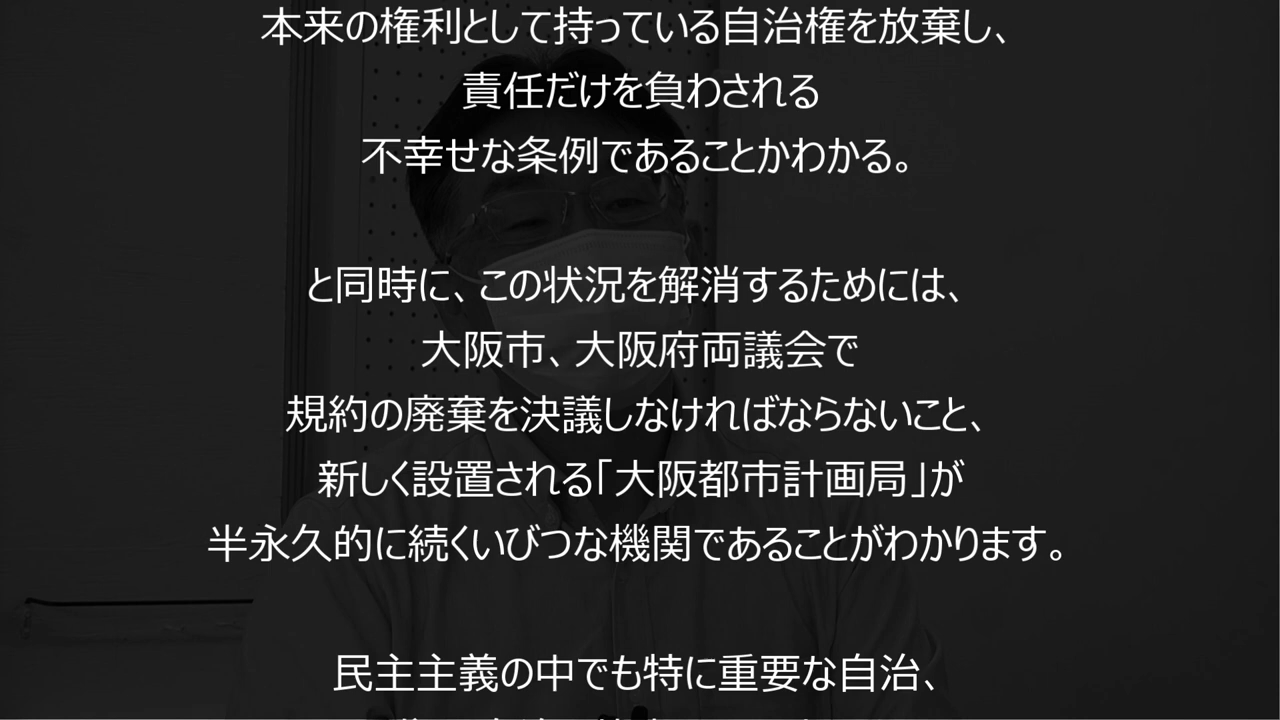 本来の権利として持っている自治権を放棄し、
責任だけを負わされる
不幸せな条例であることかわかる。
と同時に、この状況を解消するためには、
大阪市、大阪府両議会で
規約の廃棄を決議しなければならないこと、
新しく設置される「大阪都市計画局」が
半永久的に続くいびつな機関であることがわかります。
民主主義の中でも特に重要な自治、